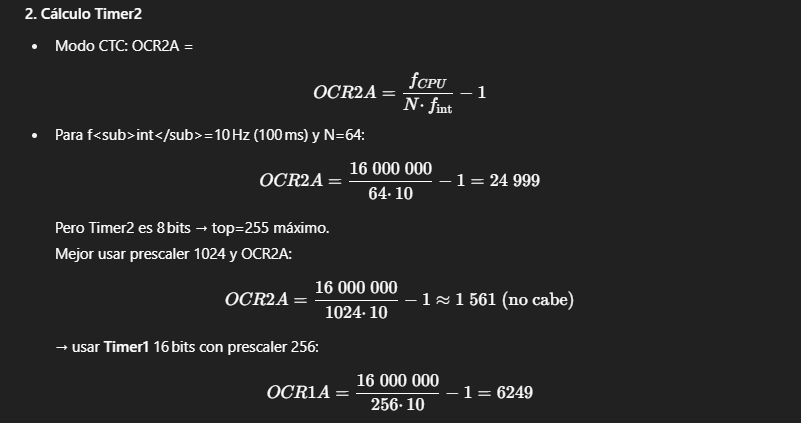 2. Cálculo Timer2
• Modo CTC: OCR2A =
OCR2A = \frac{f_{CPU}}{N \cdot f_{int}} - 1
• Para f<sub>int</sub>=10 Hz (100 ms) y N=64:
OCR2A = \frac{16 000 000}{64 \cdot 10} - 1 = 24 999
Pero Timer2 es 8 bits → top=255 máximo.
Mejor usar prescaler 1024 y OCR2A:
OCR2A = \frac{16 000 000}{1024 \cdot 10} - 1 ≈ 1 561 (no cabe)
→ usar Timer1 16 bits con prescaler 256:
OCR1A = \frac{16 000 000}{256 \cdot 10} - 1 = 6249